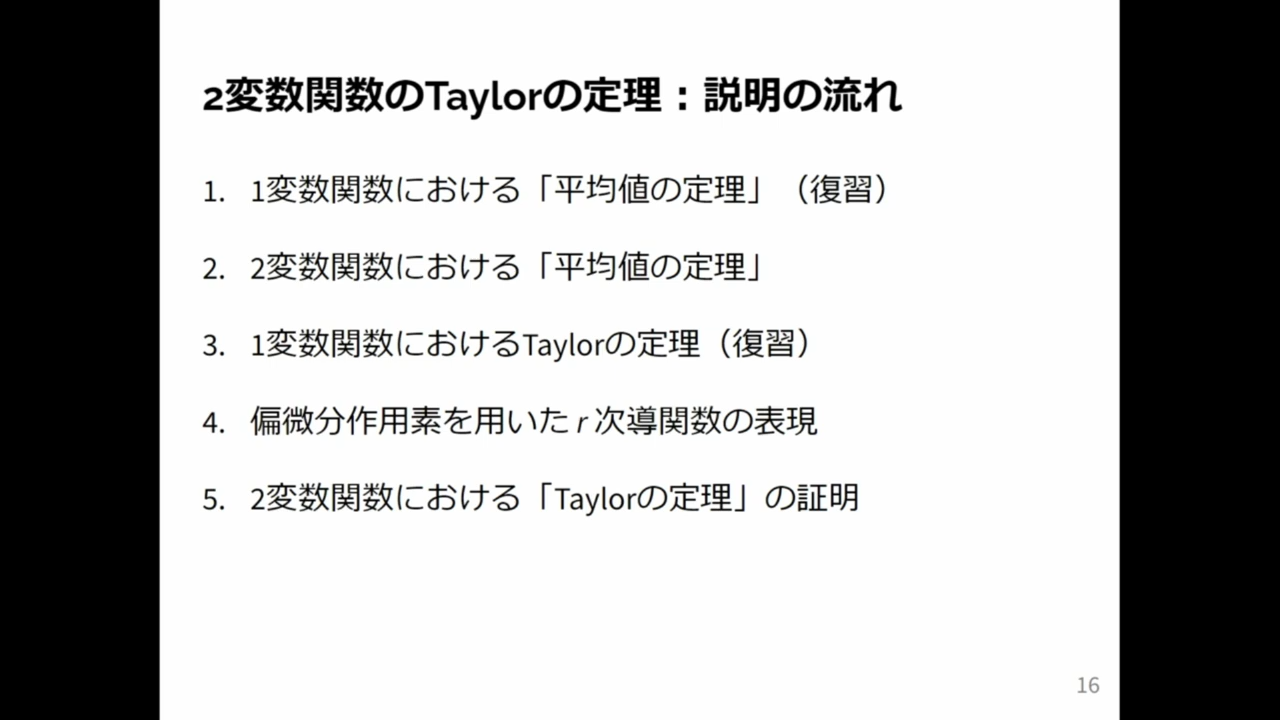 2変数関数のTaylorの定理：説明の流れ
1. 1変数関数における「平均値の定理」（復習）
2. 2変数関数における「平均値の定理」
3. 1変数関数におけるTaylorの定理（復習）
4. 偏微分作用素を用いた r 次導関数の表現
5. 2変数関数における「Taylorの定理」の証明
16